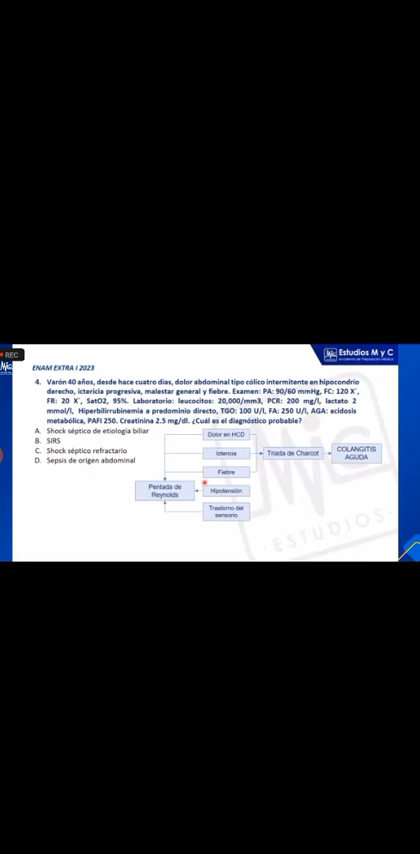 REC
Estudios M y C
ENAM EXTRA I 2023
4. Varón 40 años, desde hace cuatro días, dolor abdominal tipo cólico intermitente en hipocondrio
derecho, ictericia progresiva, malestar general y fiebre. Examen: PA: 90/60 mmHg, FC: 120 X´,
FR: 20 X´, SatO2, 95%. Laboratorio: leucocitos: 20,000/mm3, PCR: 200 mg/l, lactato 2
mmol/l, Hiperbilirrubinemia a predominio directo, TGO: 100 U/l, FA: 250 U/l, AGA: acidosis
metabólica, PAFI 250. Creatinina 2.5 mg/dl. ¿Cuál es el diagnóstico probable?
A. Shock séptico de etiología biliar
B. SIRS
C. Shock séptico refractario
D. Sepsis de origen abdominal
Dolor en HCD
Ictericia
Fiebre
Hipotensión
Trastorno del
sensorio
Triada de Charcot
COLANGITIS
AGUDA
Pentada de
Reynolds
ESTUDIOS